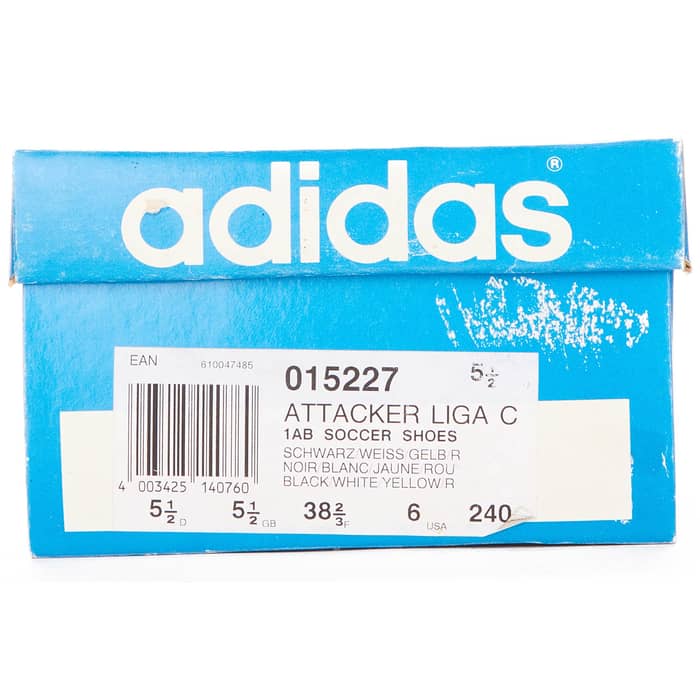 adidas®
EAN 610047485
015227 5½
ATTACKER LIGA C
1AB SOCCER SHOES
SCHWARZ/WEISS GELB/R
NOIR/BLANC/JAUNE/ROU
BLACK/WHITE/YELLOW/R
4 003425 140760
5½ D 5½ GB 38⅔ F 6 USA 240